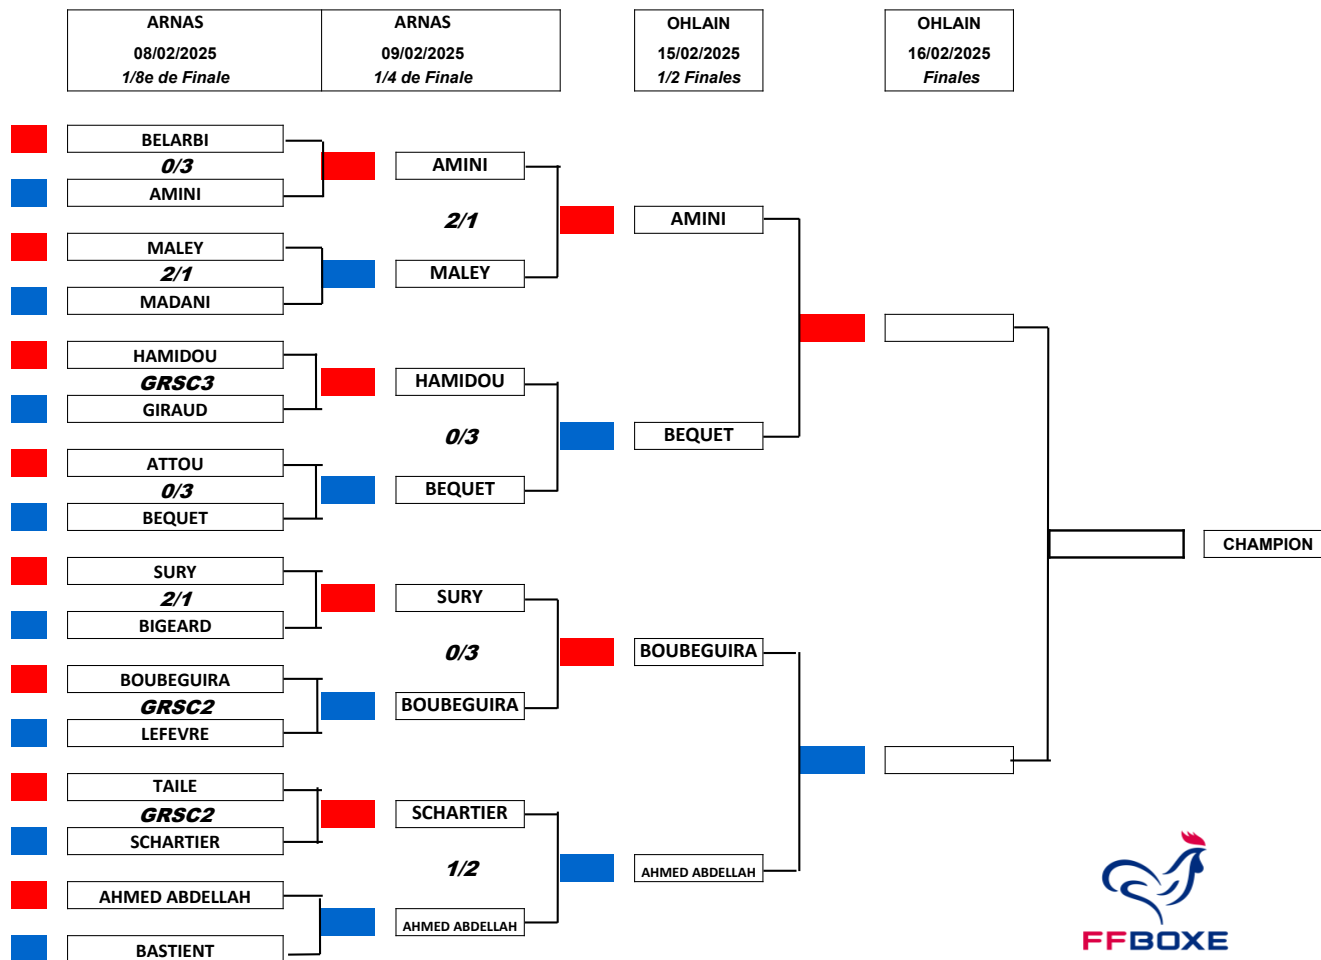 ARNAS
08/02/2025
1/8e de Finale
ARNAS
09/02/2025
1/4 de Finale
OHLAIN
15/02/2025
1/2 Finales
OHLAIN
16/02/2025
Finales
BELARBI
0/3
AMINI
MALEY
2/1
MADANI
HAMIDOU
GRSC3
GIRAUD
ATTOU
0/3
BEQUET
SURY
2/1
BIGEARD
BOUBEGUIRA
GRSC2
LEFEVRE
TAILE
GRSC2
SCHARTIER
AHMED ABDELLAH
BASTIENT
AMINI
2/1
MALEY
HAMIDOU
0/3
BEQUET
SURY
0/3
BOUBEGUIRA
SCHARTIER
1/2
AHMED ABDELLAH
AMINI
BEQUET
BOUBEGUIRA
AHMED ABDELLAH
CHAMPION
FFBOXE